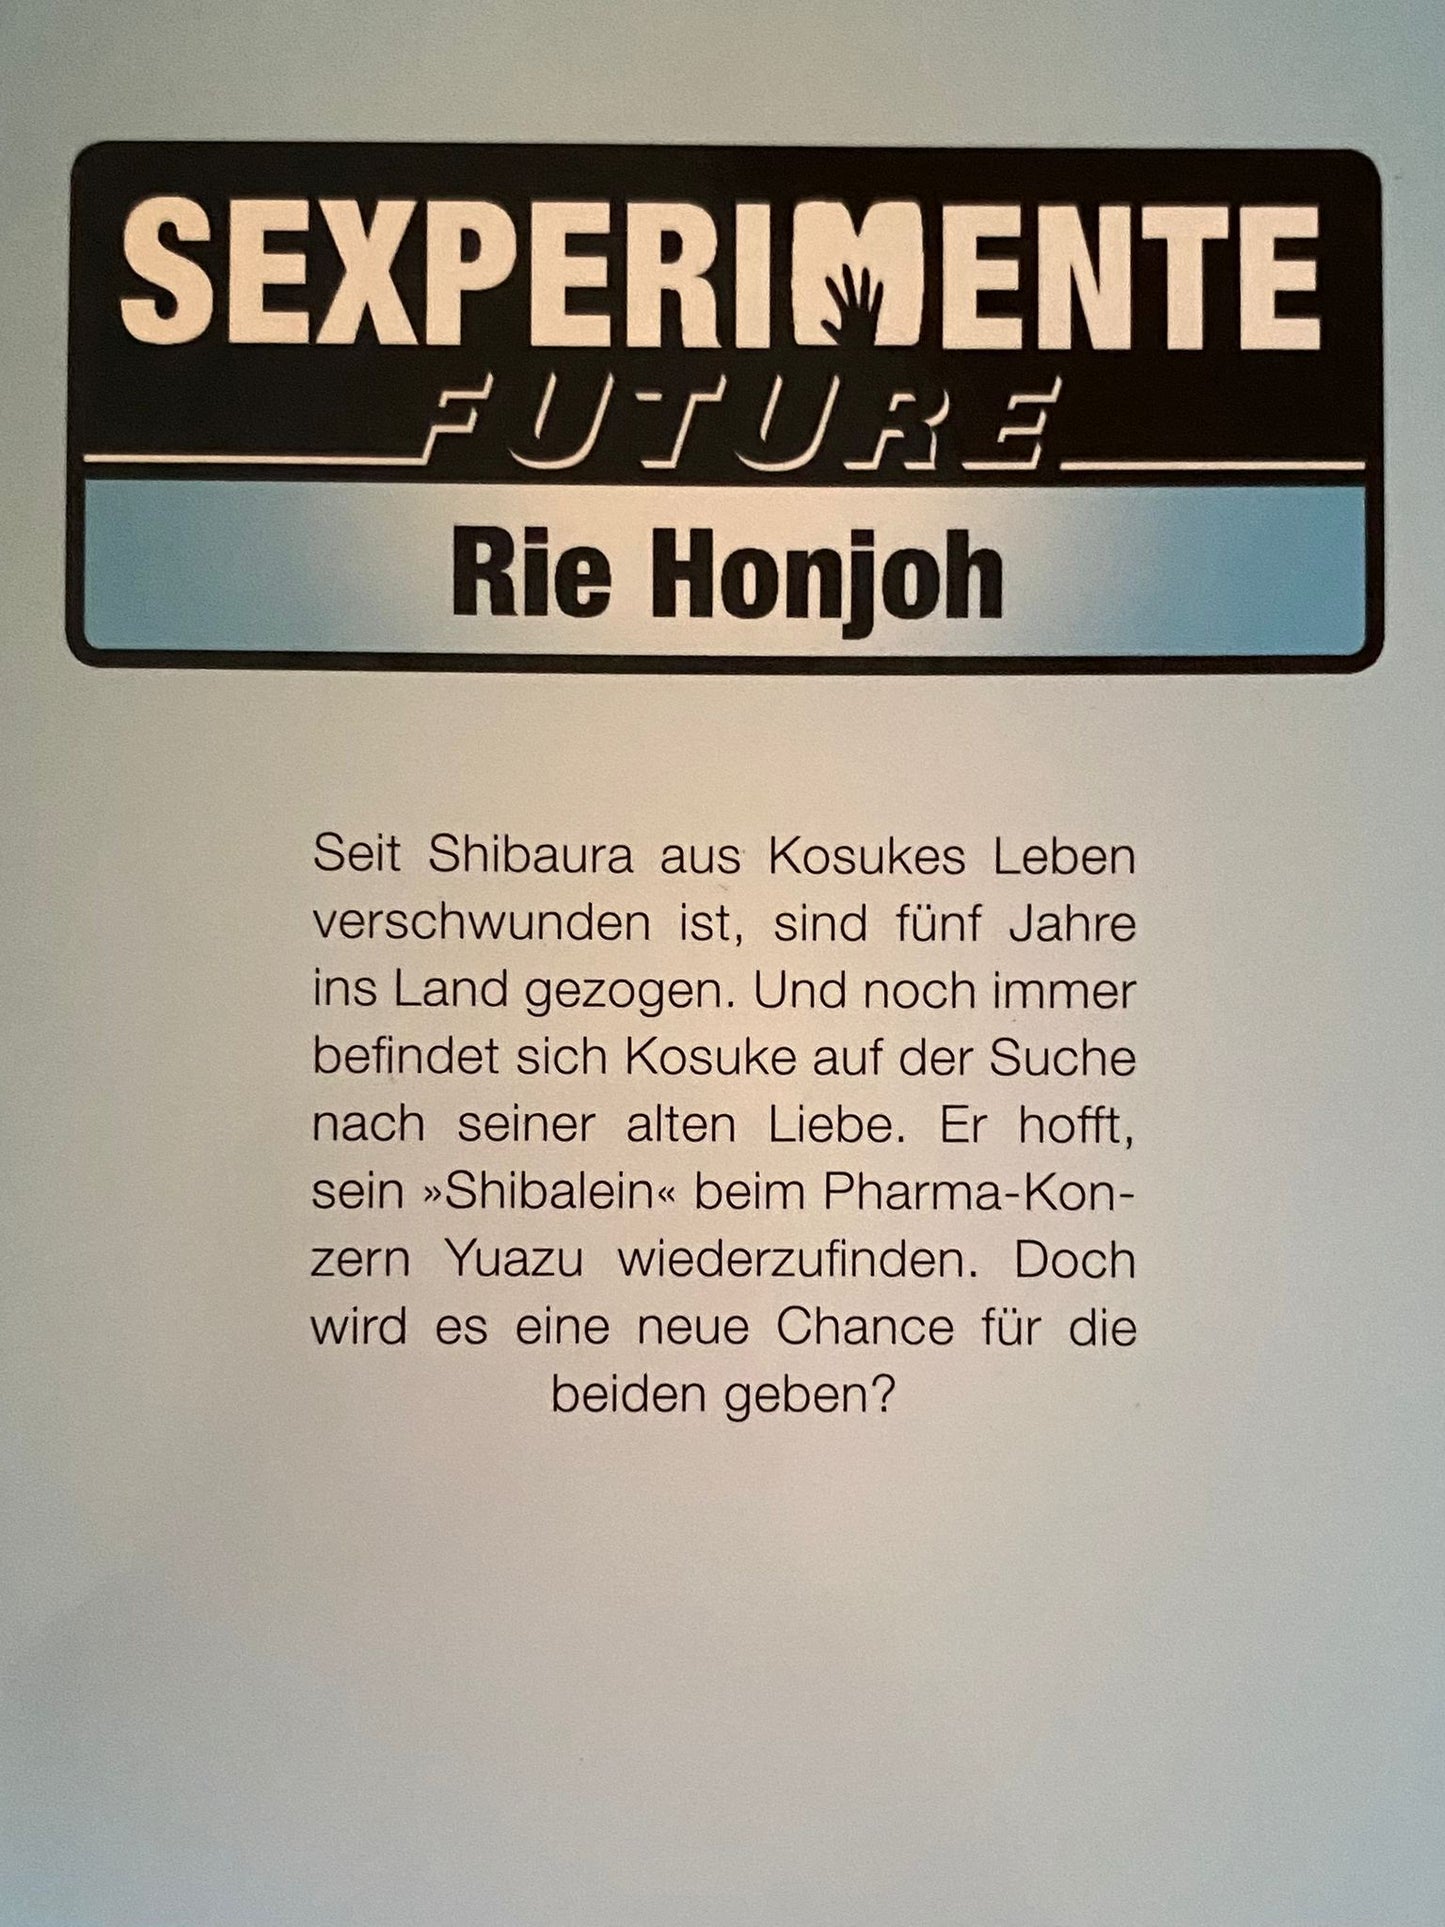 SEXPERIMENTE
FUTURE
Rie Honjoh
Seit Shibaura aus Kosukes Leben
verschwunden ist, sind fünf Jahre
ins Land gezogen. Und noch immer
befindet sich Kosuke auf der Suche
nach seiner alten Liebe. Er hofft,
sein »Shibalein« beim Pharma-Kon-
zern Yuazu wiederzufinden. Doch
wird es eine neue Chance für die
beiden geben?